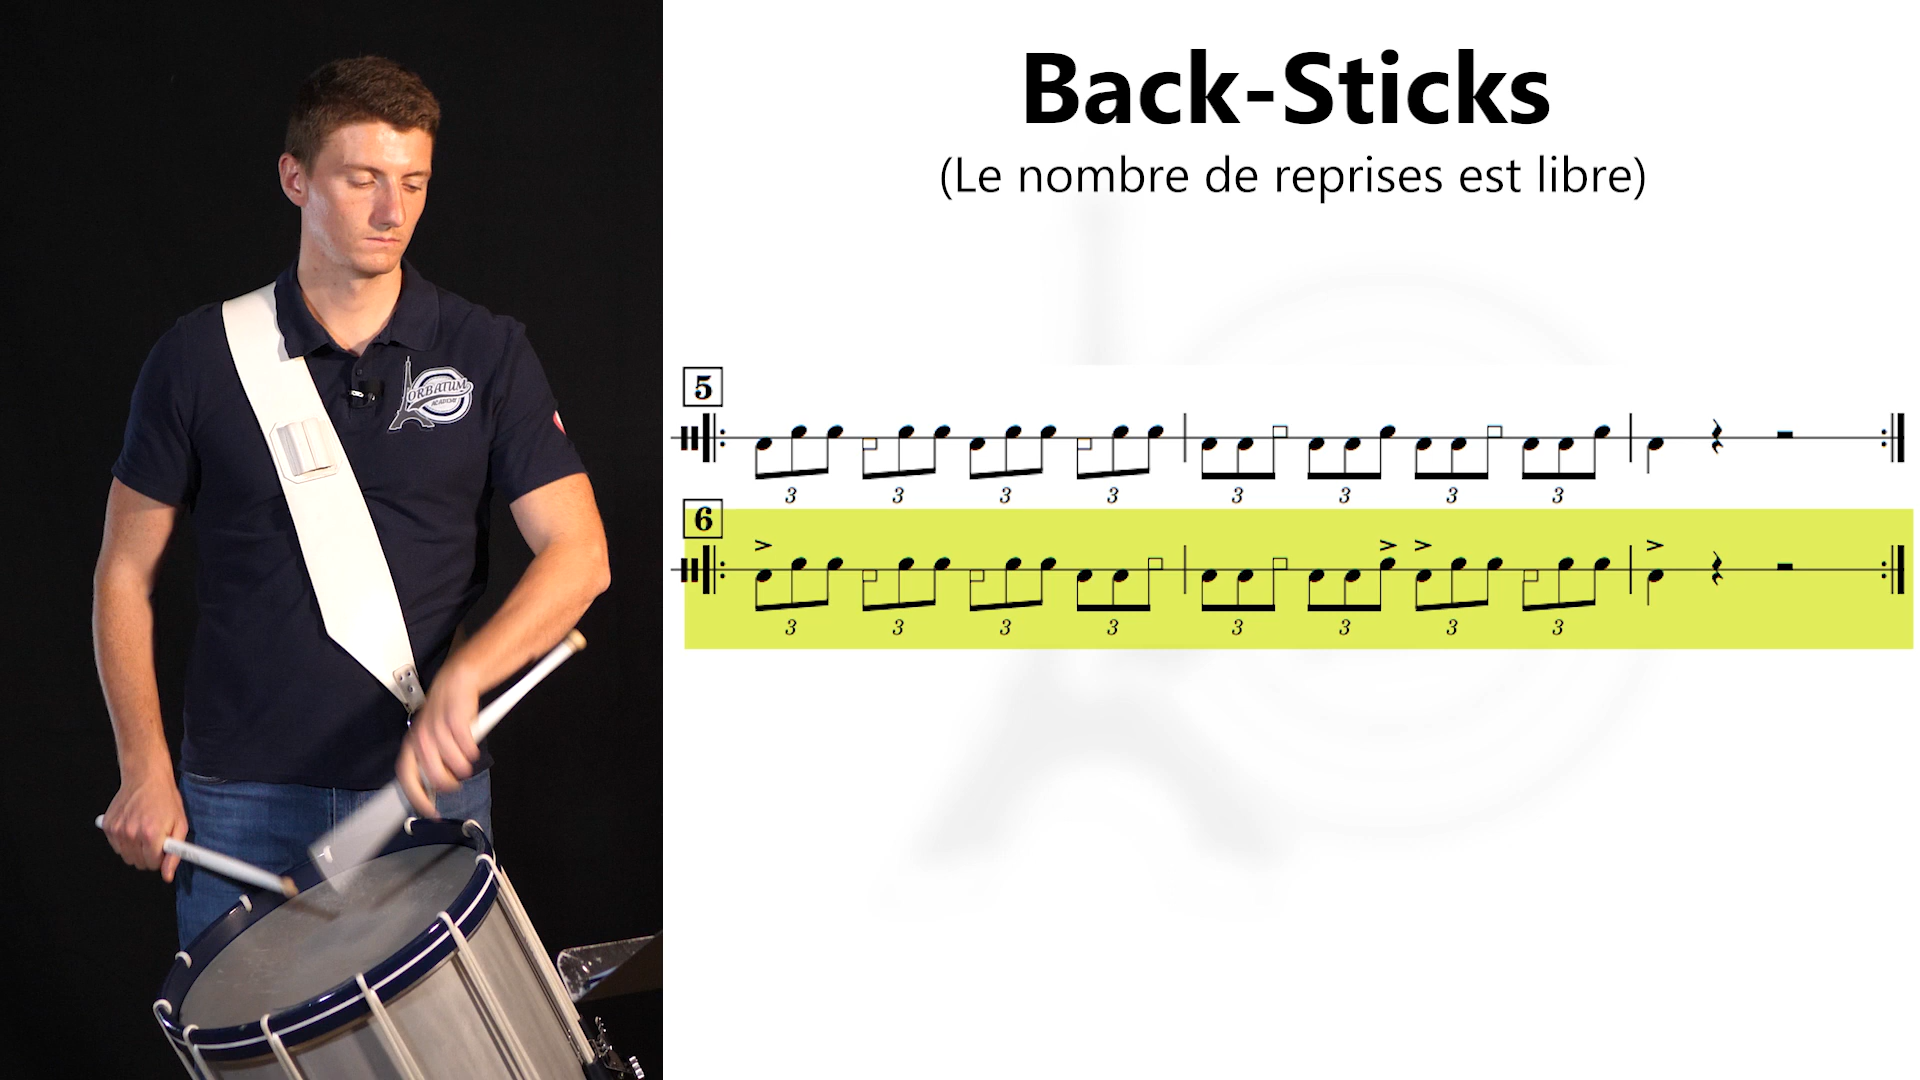 Back-Sticks
(Le nombre de reprises est libre)
ORBATUM
ACADEMY
5
3 3 3 3 3 3 3 3
6
3 3 3 3 3 3 3 3